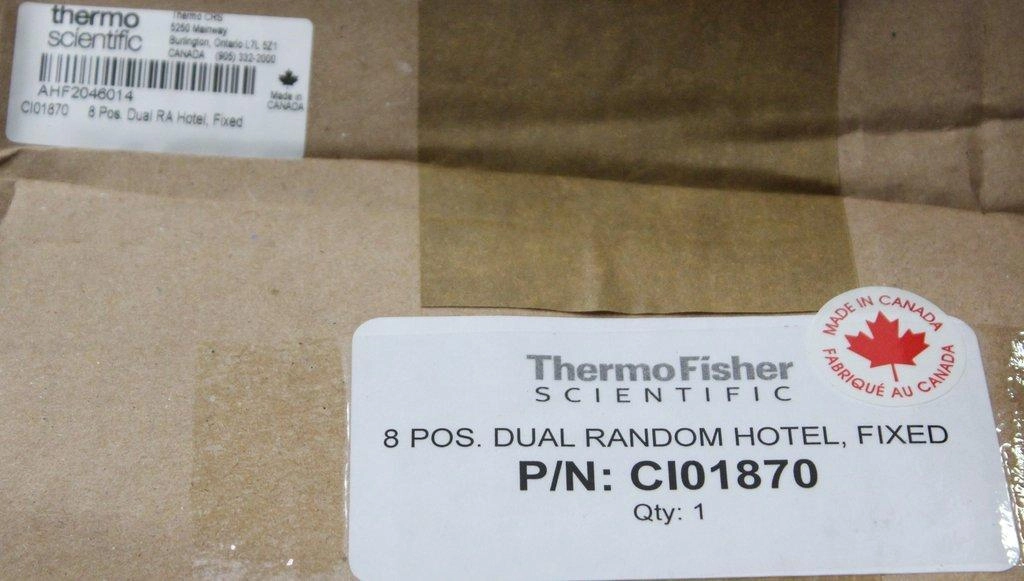 thermo
scientific
Thermo CRS
5250 Mainway
Burlington, Ontario L7L 5Z1
CANADA (905) 332-2000
AHF2046014
Made in
CANADA
CI01870 8 Pos. Dual RA Hotel, Fixed
MADE IN CANADA
FABRIQUÉ AU CANADA
ThermoFisher
SCIENTIFIC
8 POS. DUAL RANDOM HOTEL, FIXED
P/N: CI01870
Qty: 1